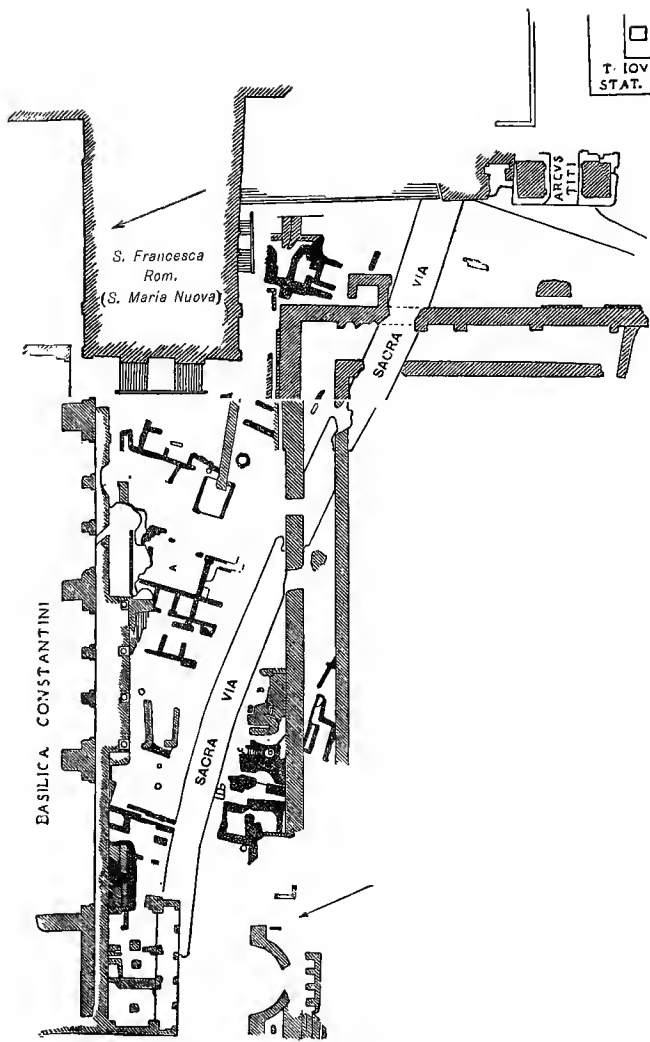 T. IOV
STAT.
ARCVS
TITI
S. Francesca
Rom.
(S. Maria Nuova)
SACRA VIA
BASILICA CONSTANTINI
SACRA VIA
A
B
C